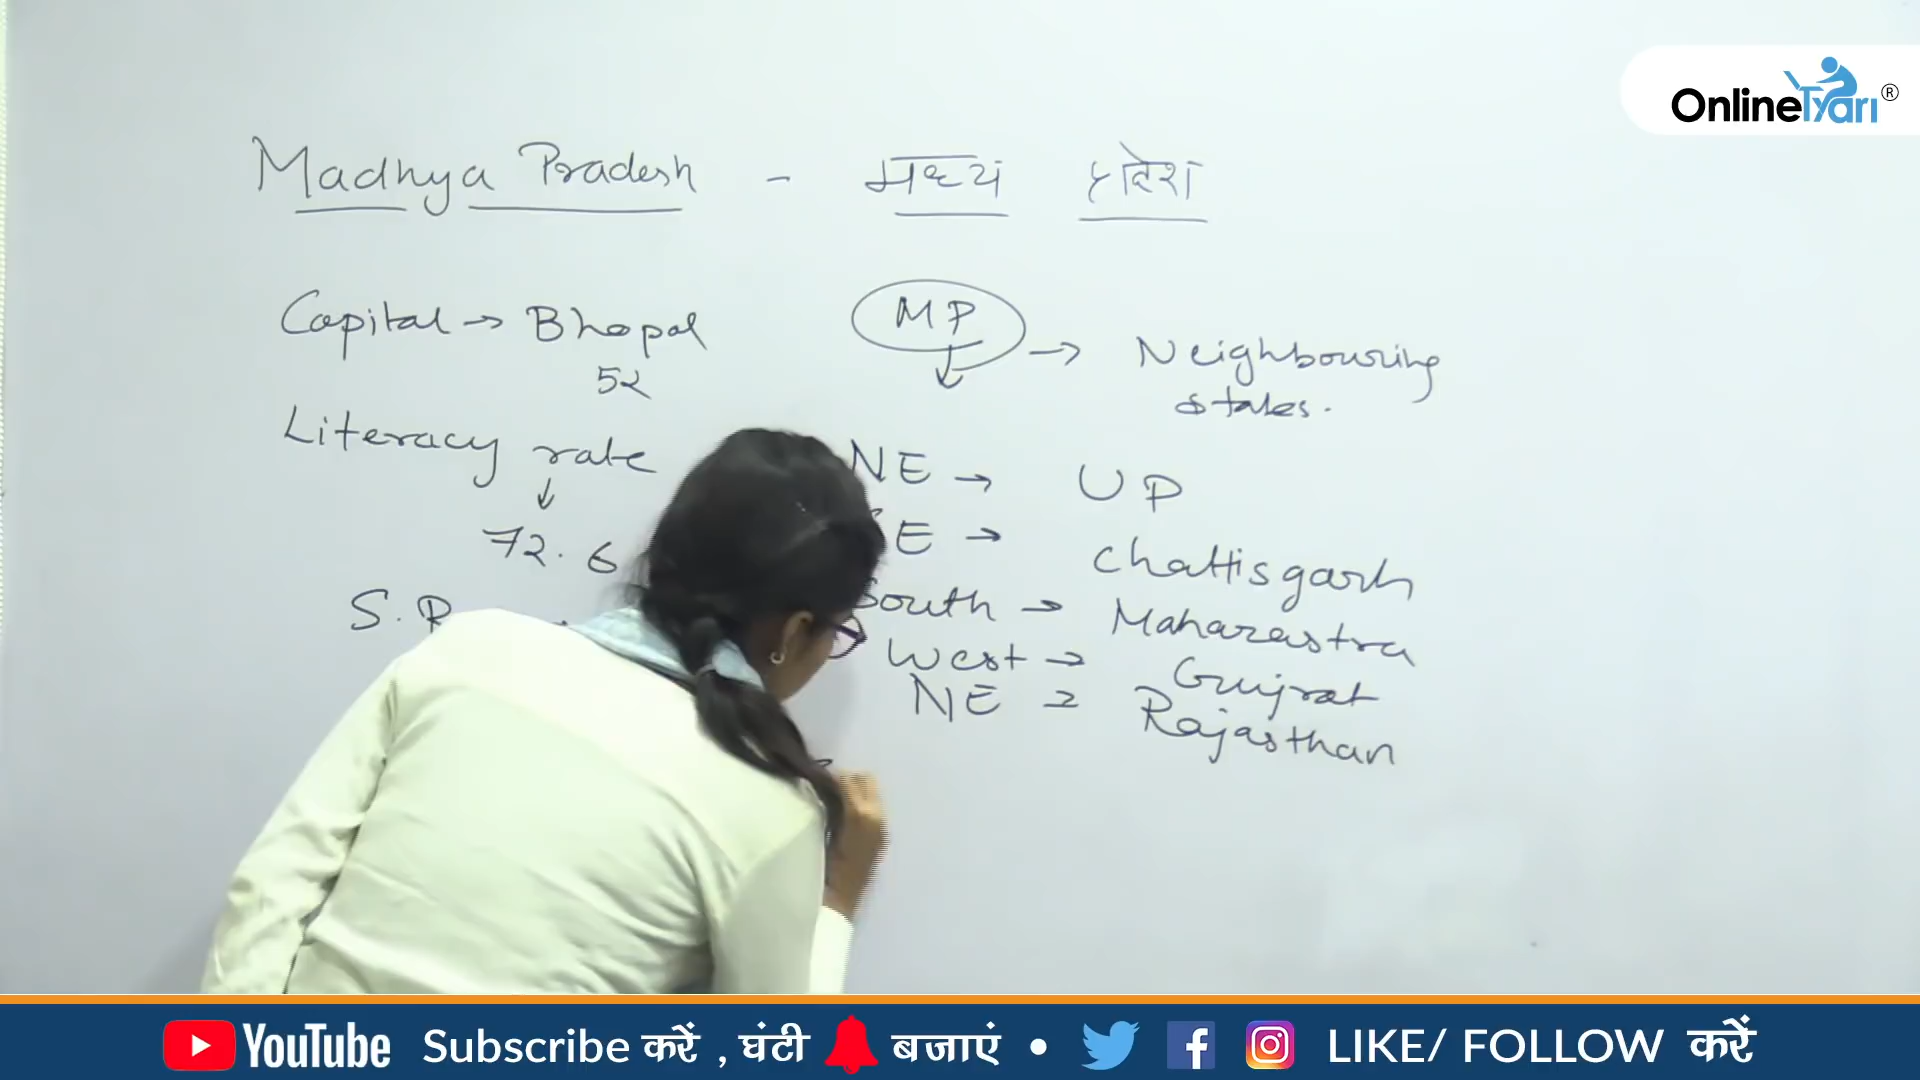 OnlineTyari®
Madhya Pradesh - मध्य प्रदेश
Capital → Bhopal
52
Literacy rate
↓
72.6
S.R
MP → Neighbouring
states.
NE → UP
E → Chattisgarh
South → Maharastra
West → Gujrat
NE → Rajasthan
YouTube Subscribe करें , घंटी बजाएं • LIKE/ FOLLOW करें